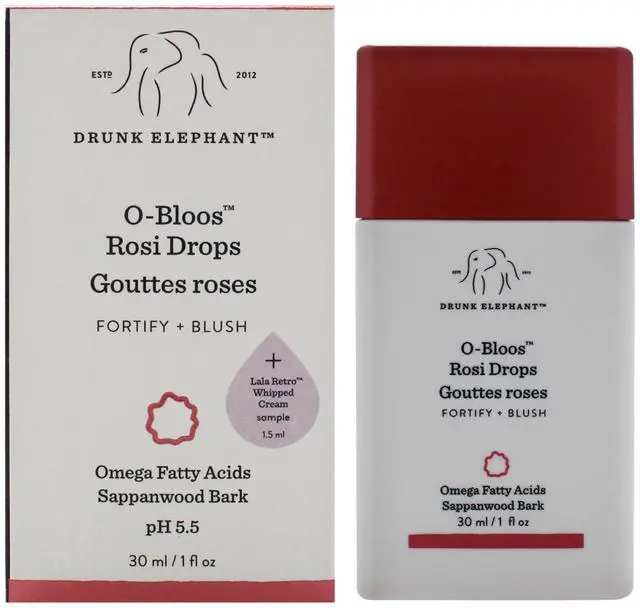 ESTD 2012
DRUNK ELEPHANT™
O-Bloos™
Rosi Drops
Gouttes roses
FORTIFY + BLUSH
+
Lala Retro™
Whipped
Cream
sample
1.5 ml
Omega Fatty Acids
Sappanwood Bark
pH 5.5
30 ml / 1 fl oz
ESTD 2012
DRUNK ELEPHANT™
O-Bloos™
Rosi Drops
Gouttes roses
FORTIFY + BLUSH
Omega Fatty Acids
Sappanwood Bark
30 ml / 1 fl oz